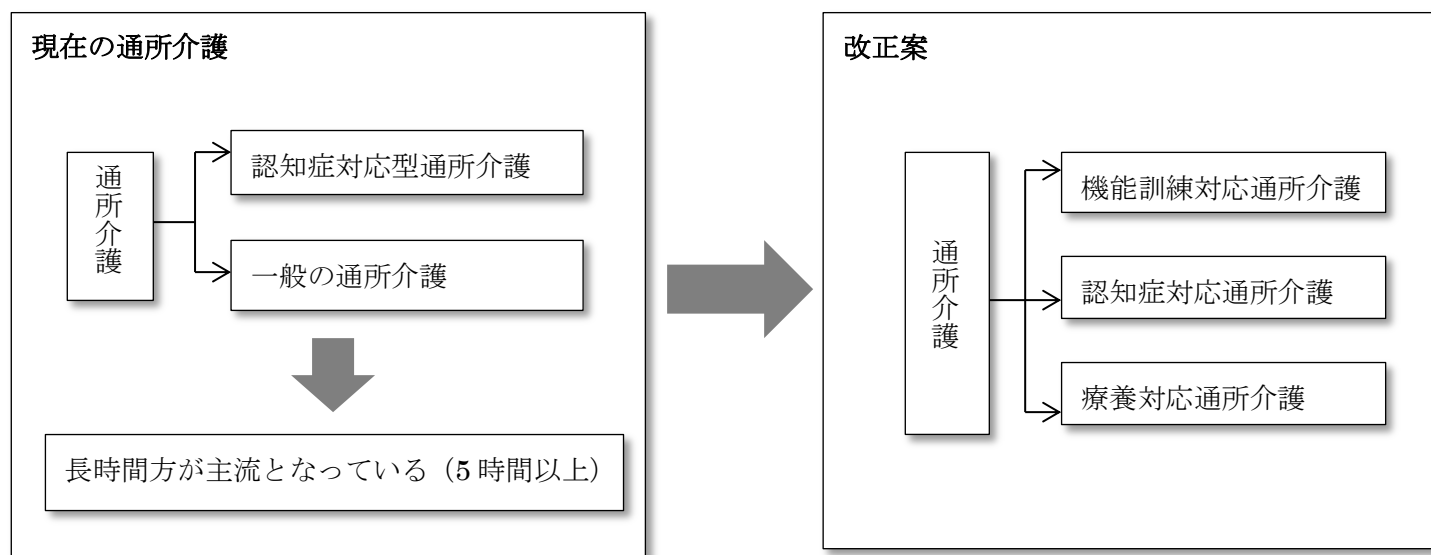 現在の通所介護
通所介護
認知症対応型通所介護
一般の通所介護
長時間方が主流となっている（5 時間以上）
改正案
通所介護
機能訓練対応通所介護
認知症対応通所介護
療養対応通所介護